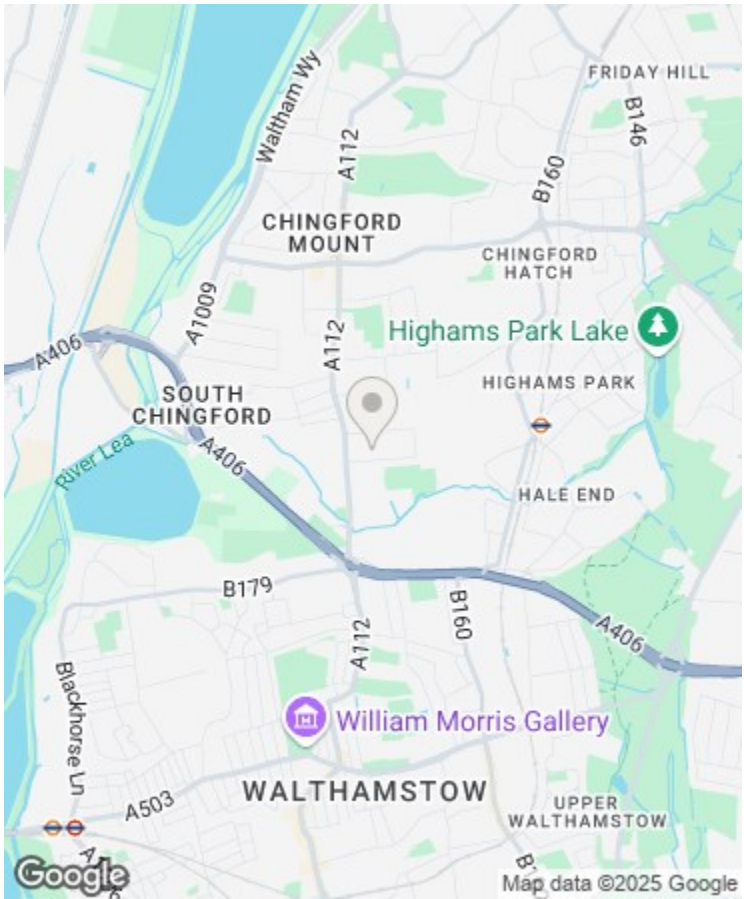 Waltham Wy
FRIDAY HILL
B146
A112
B160
CHINGFORD
MOUNT
CHINGFORD
HATCH
A1009
A112
Highams Park Lake
A406
HIGHAMS PARK
SOUTH
CHINGFORD
River Lea
A406
HALE END
B179
B160
A406
A112
Blackhorse Ln
William Morris Gallery
WALTHAMSTOW
A503
UPPER
WALTHAMSTOW
Google
Map data ©2025 Google